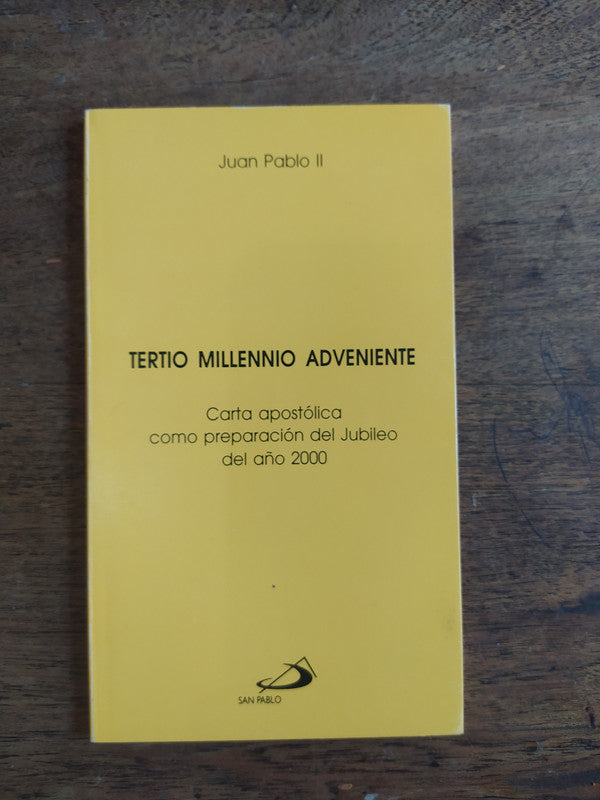 Juan Pablo II
TERTIO MILLENNIO ADVENIENTE
Carta apostólica
como preparación del Jubileo
del año 2000
SAN PABLO